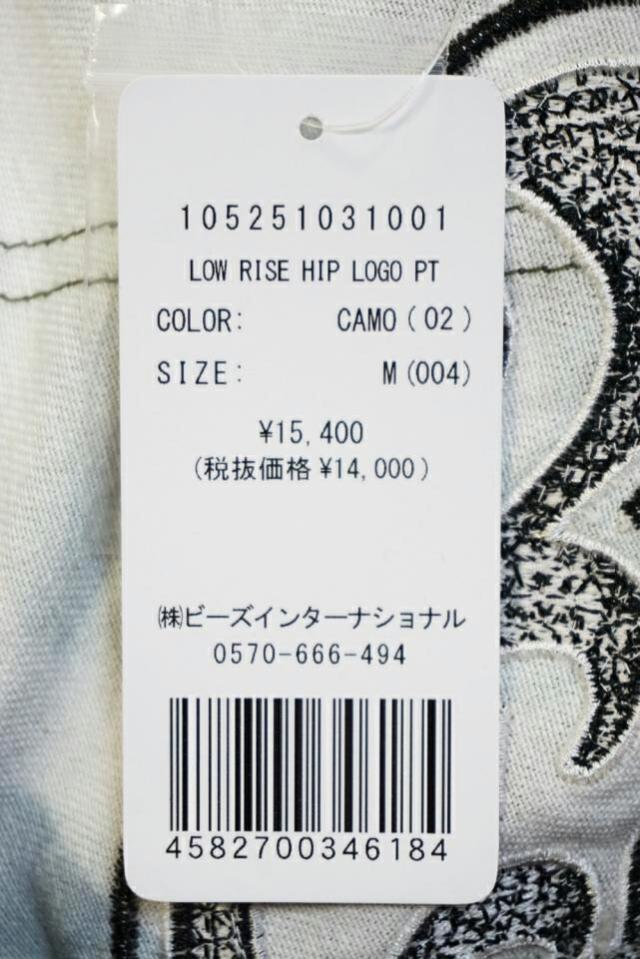 105251031001
LOW RISE HIP LOGO PT
COLOR: CAMO(02)
SIZE: M(004)
¥15,400
(税抜価格¥14,000)
㈱ビーズインターナショナル
0570-666-494
4582700346184